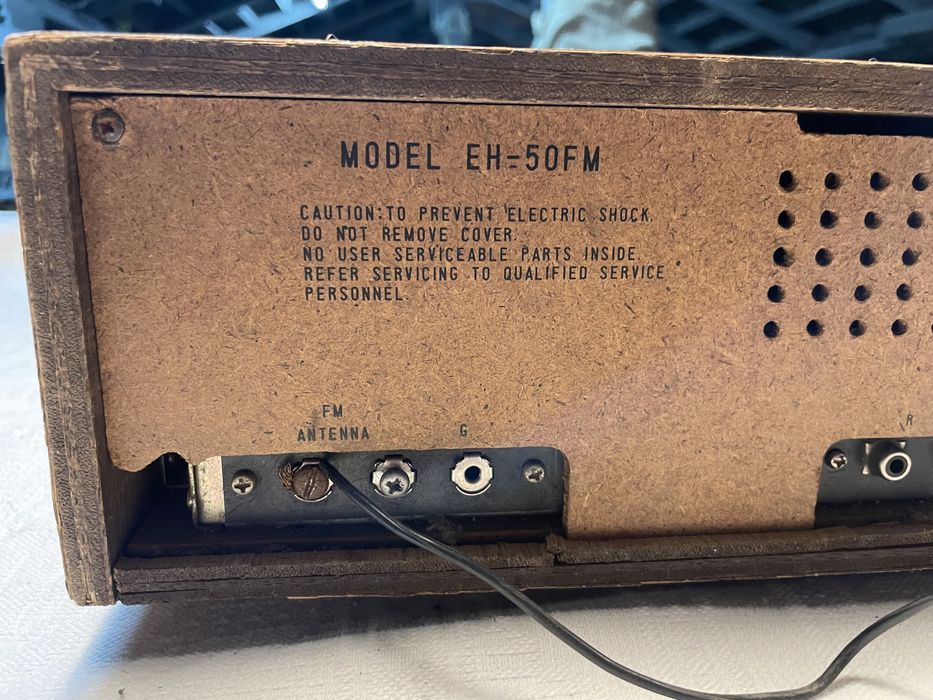 MODEL EH-50FM
CAUTION:TO PREVENT ELECTRIC SHOCK,
DO NOT REMOVE COVER.
NO USER SERVICEABLE PARTS INSIDE.
REFER SERVICING TO QUALIFIED SERVICE
PERSONNEL.
FM
ANTENNA
G
R